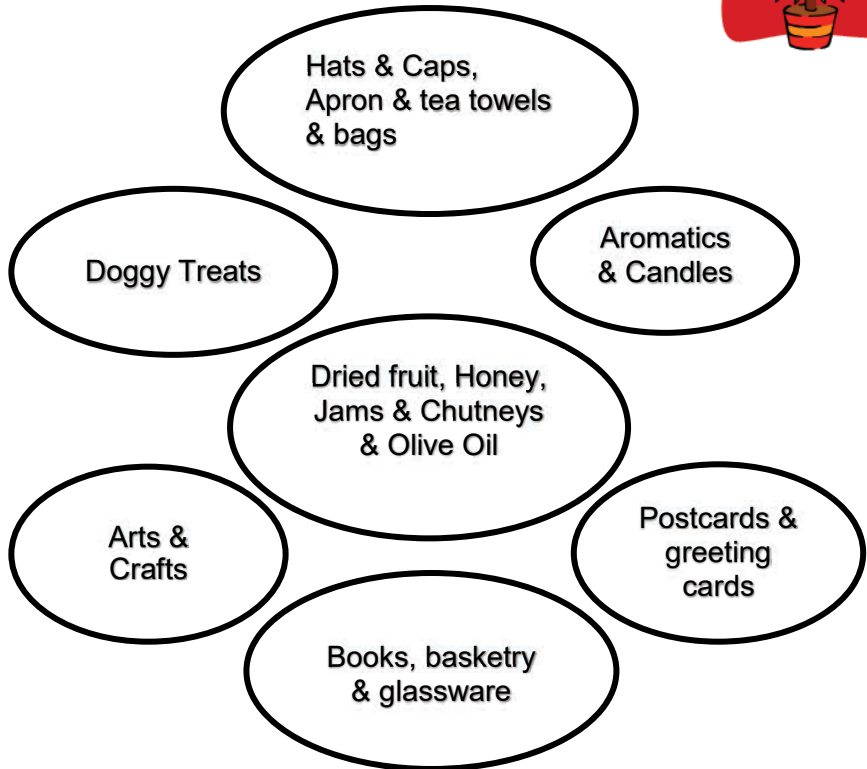 Hats & Caps,
Apron & tea towels
& bags
Doggy Treats
Aromatics
& Candles
Dried fruit, Honey,
Jams & Chutneys
& Olive Oil
Arts &
Crafts
Postcards &
greeting
cards
Books, basketry
& glassware